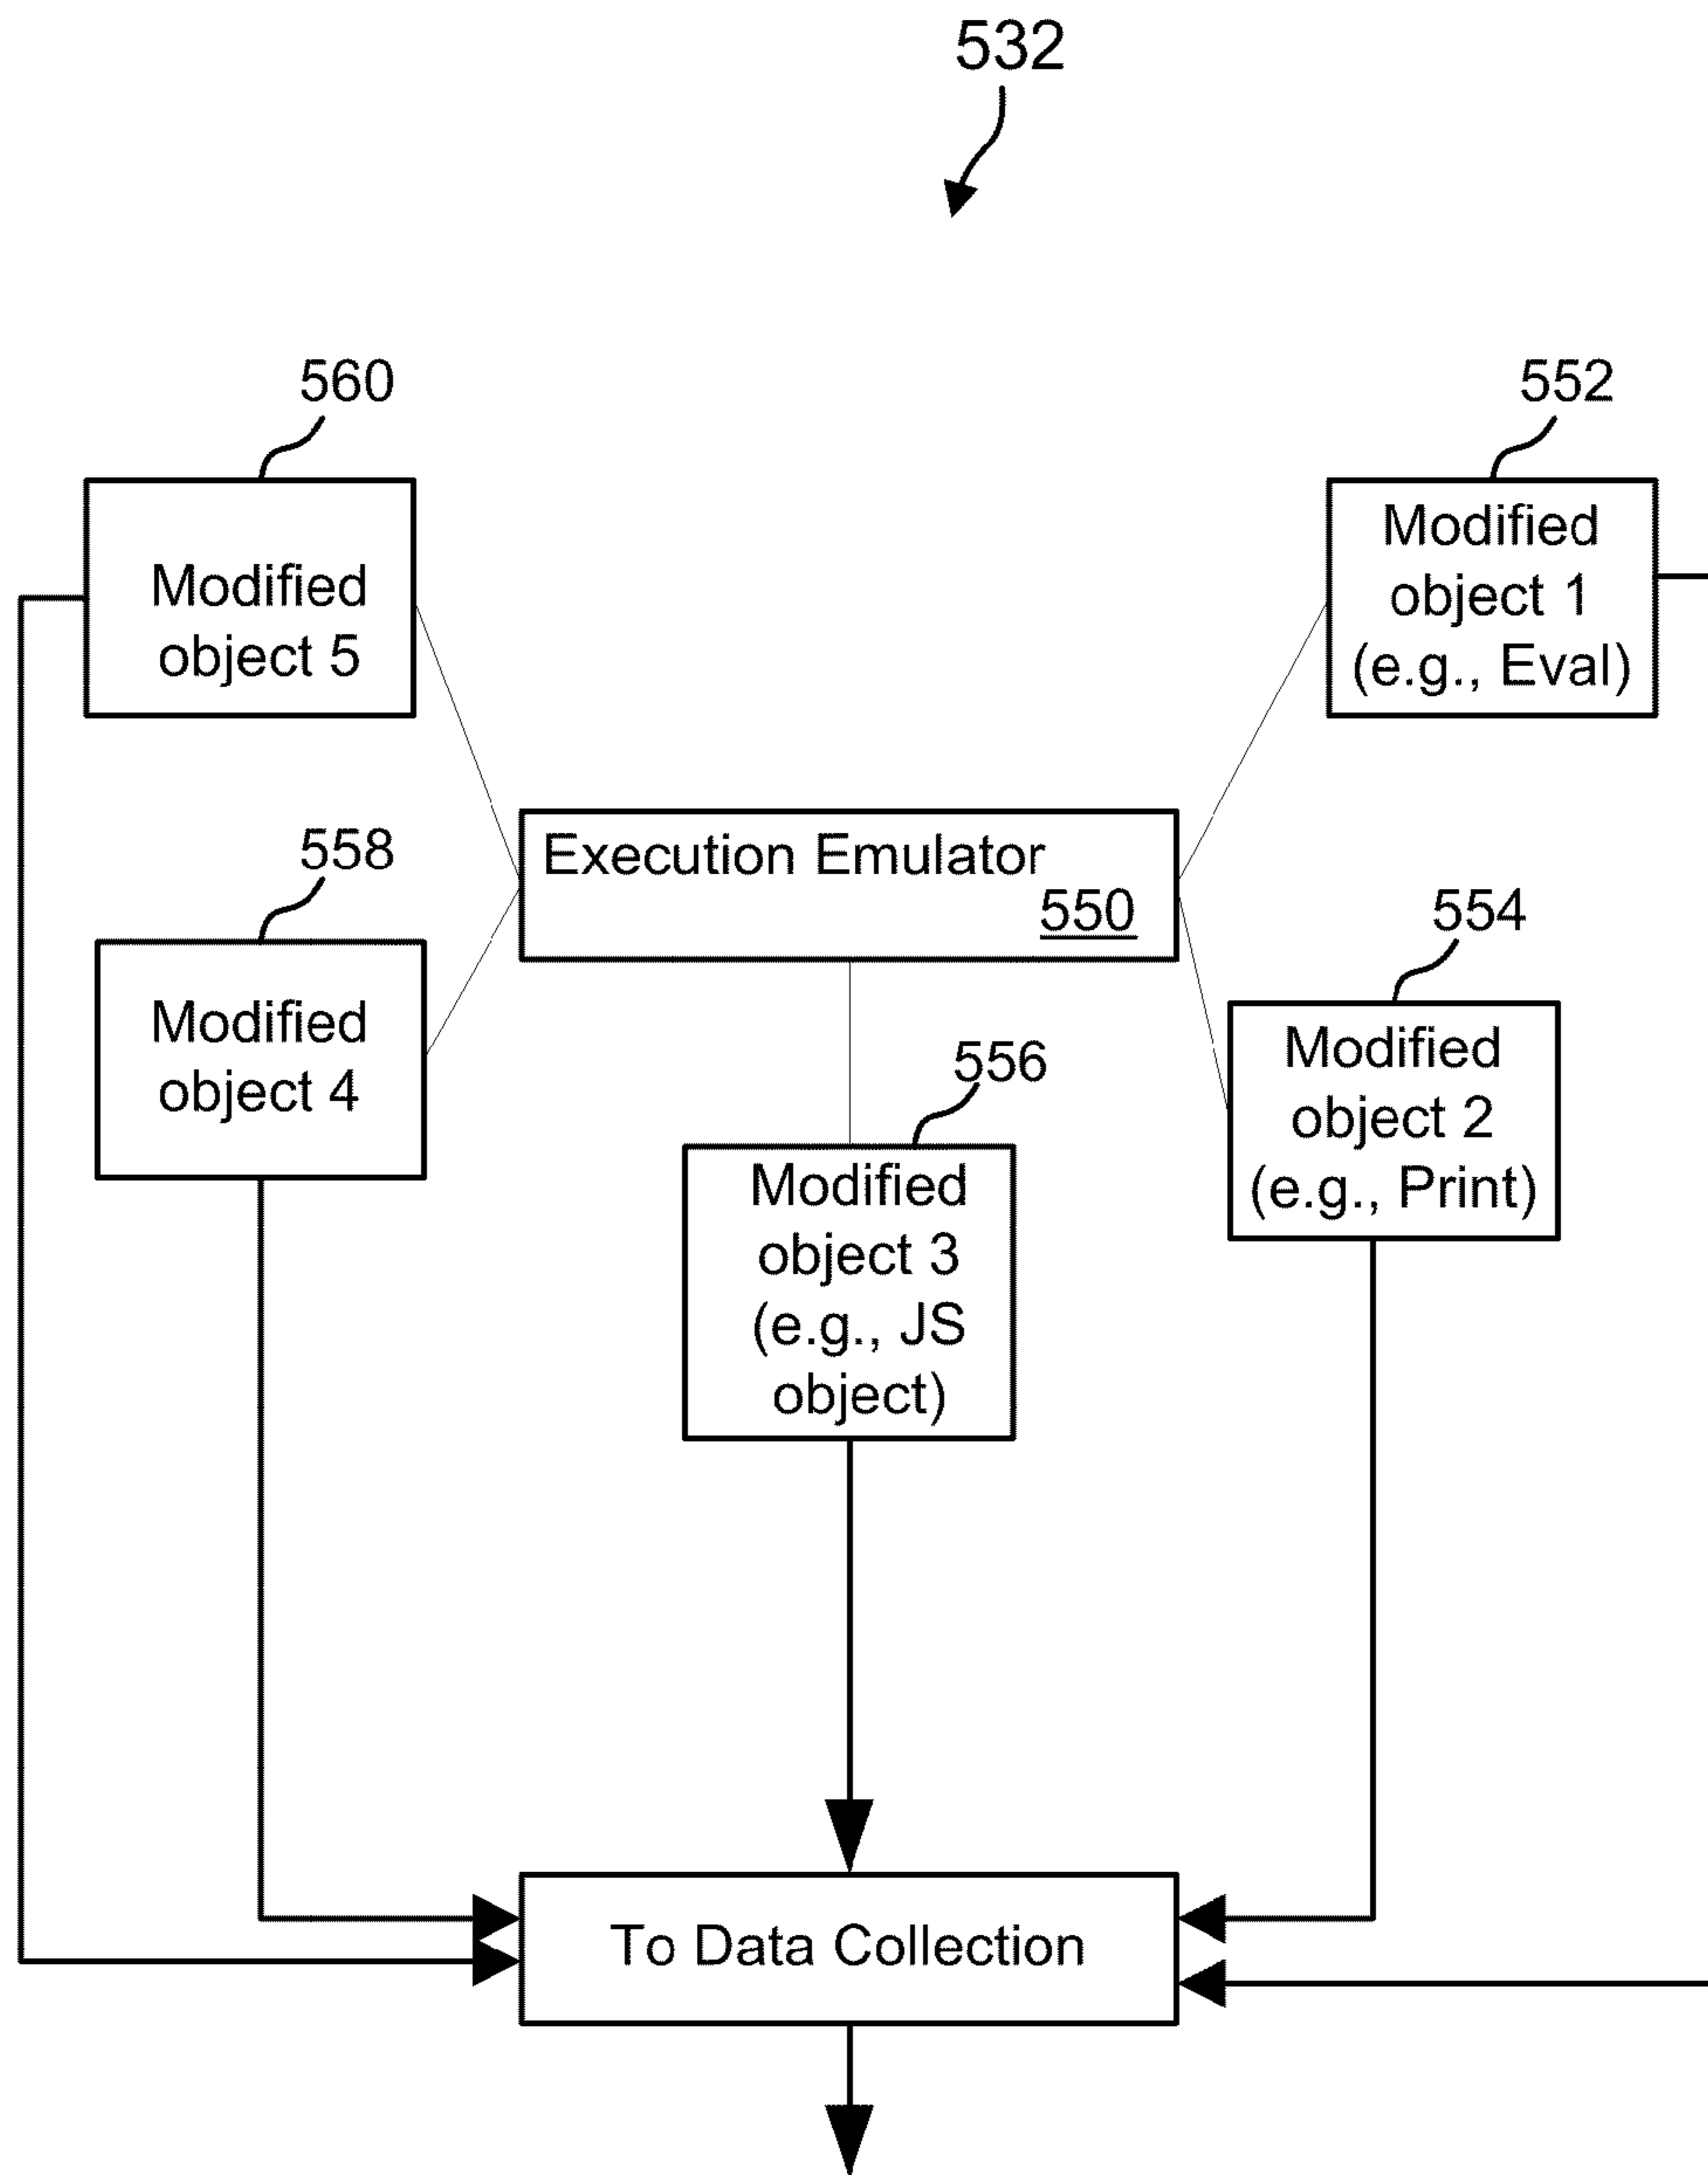 532
560
552
Modified
object 5
Modified
object 1
(e.g., Eval)
Execution Emulator
550
558
554
Modified
object 4
556
Modified
object 2
(e.g., Print)
Modified
object 3
(e.g., JS
object)
To Data Collection